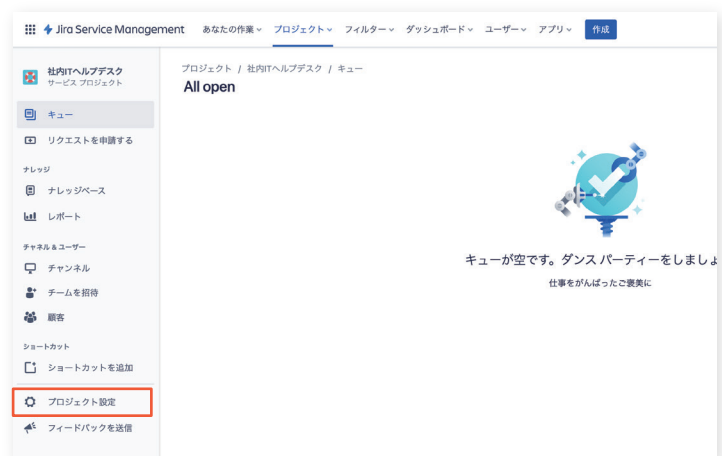 Jira Service Management あなたの作業 プロジェクト フィルター ダッシュボード ユーザー アプリ 作成
社内ITヘルプデスク
サービス プロジェクト
キュー
リクエストを申請する
ナレッジ
ナレッジベース
レポート
チャネル & ユーザー
チャンネル
チームを招待
顧客
ショートカット
ショートカットを追加
プロジェクト設定
フィードバックを送信
プロジェクト / 社内ITヘルプデスク / キュー
All open
キューが空です。ダンス パーティーをしましょ
仕事をがんばったご褒美に